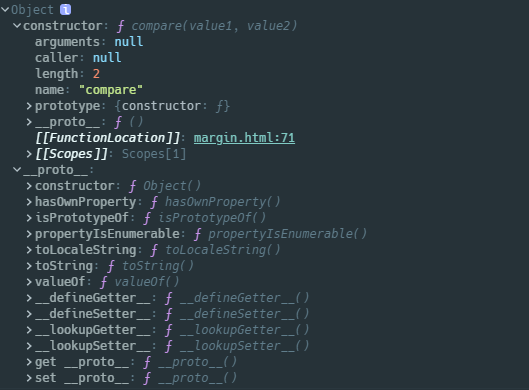 Object i
constructor: ƒ compare(value1, value2)
arguments: null
caller: null
length: 2
name: "compare"
prototype: {constructor: ƒ}
__proto__: ƒ ()
[[FunctionLocation]]: margin.html:71
[[Scopes]]: Scopes[1]
__proto__:
constructor: ƒ Object()
hasOwnProperty: ƒ hasOwnProperty()
isPrototypeOf: ƒ isPrototypeOf()
propertyIsEnumerable: ƒ propertyIsEnumerable()
toLocaleString: ƒ toLocaleString()
toString: ƒ toString()
valueOf: ƒ valueOf()
__defineGetter__: ƒ __defineGetter__()
__defineSetter__: ƒ __defineSetter__()
__lookupGetter__: ƒ __lookupGetter__()
__lookupSetter__: ƒ __lookupSetter__()
get __proto__: ƒ __proto__()
set __proto__: ƒ __proto__()